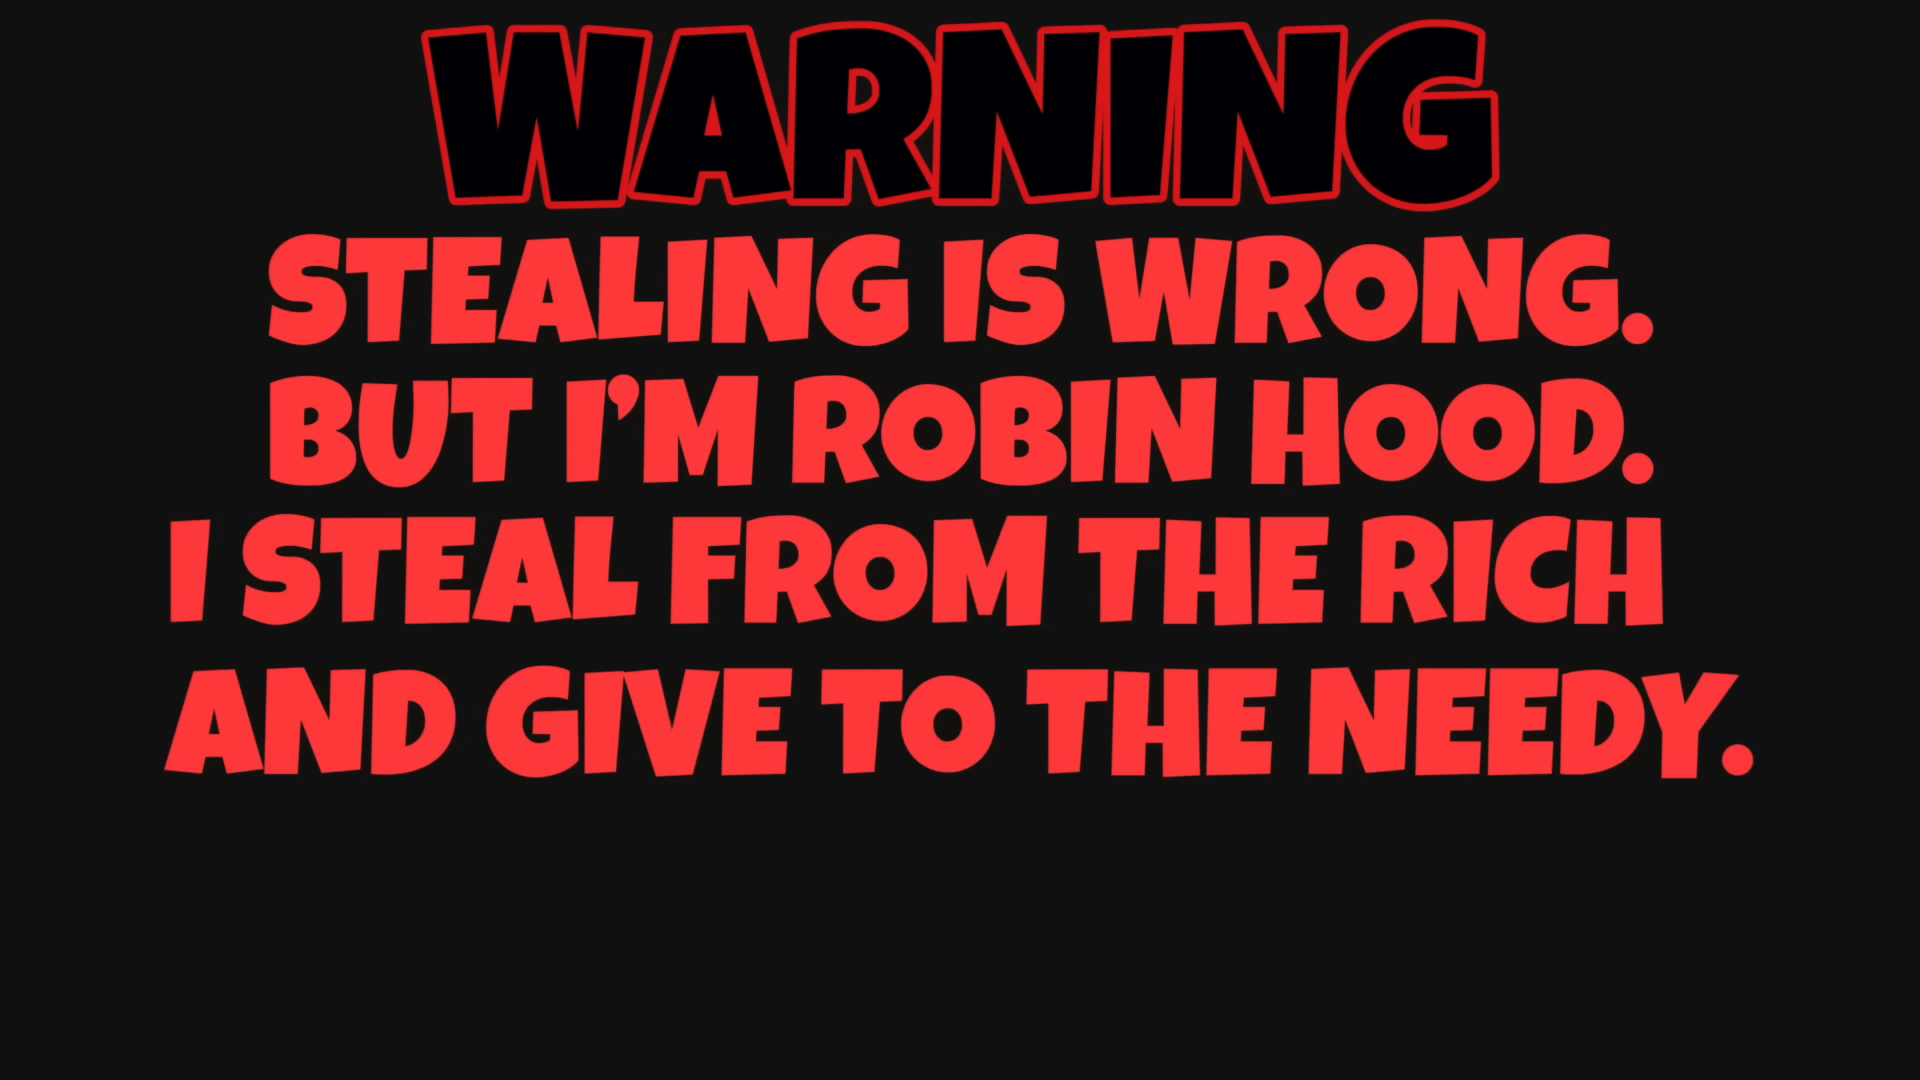 WARNING
STEALING IS WRONG.
BUT I’M ROBIN HOOD.
I STEAL FROM THE RICH
AND GIVE TO THE NEEDY.